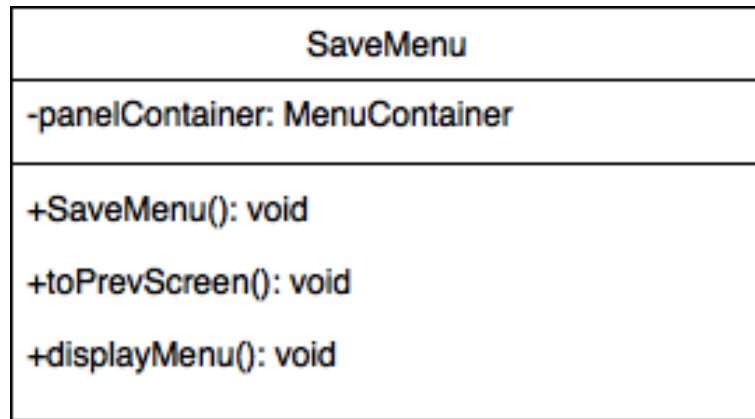 SaveMenu
-panelContainer: MenuContainer
+SaveMenu(): void
+toPrevScreen(): void
+displayMenu(): void